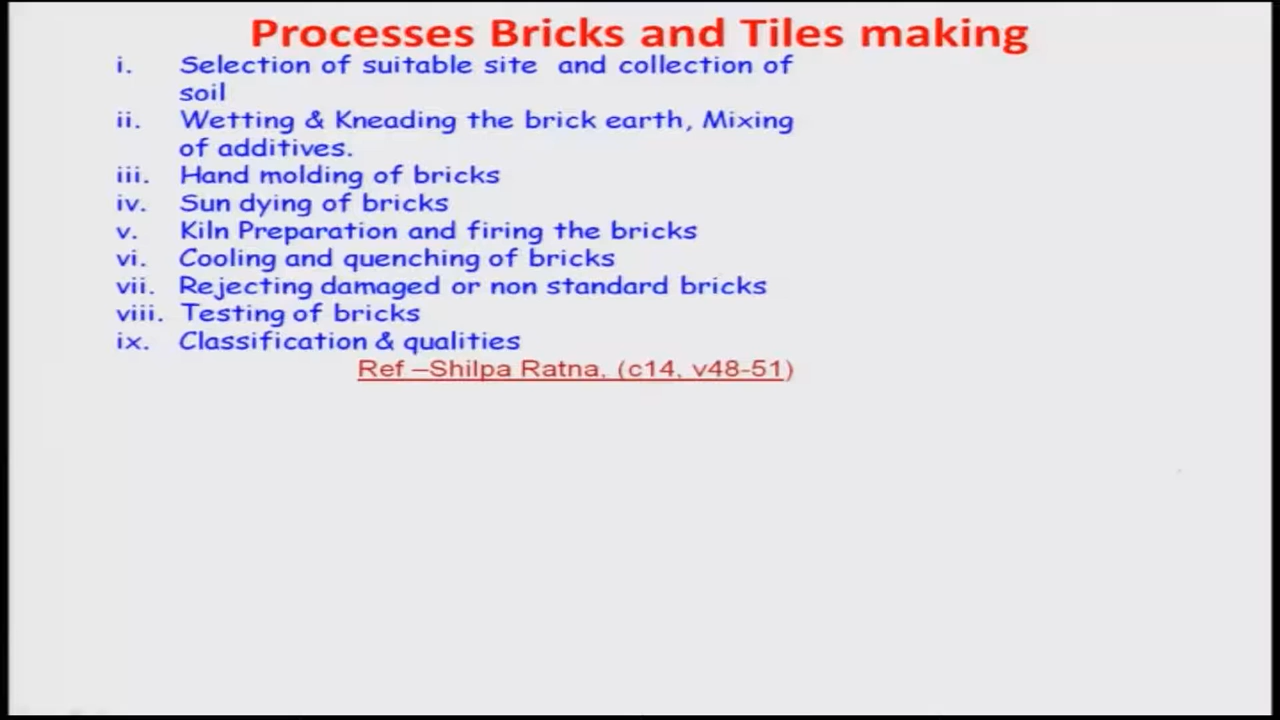 Processes Bricks and Tiles making
i. Selection of suitable site and collection of
soil
ii. Wetting & Kneading the brick earth, Mixing
of additives.
iii. Hand molding of bricks
iv. Sun dying of bricks
v. Kiln Preparation and firing the bricks
vi. Cooling and quenching of bricks
vii. Rejecting damaged or non standard bricks
viii. Testing of bricks
ix. Classification & qualities
Ref –Shilpa Ratna, (c14, v48-51)